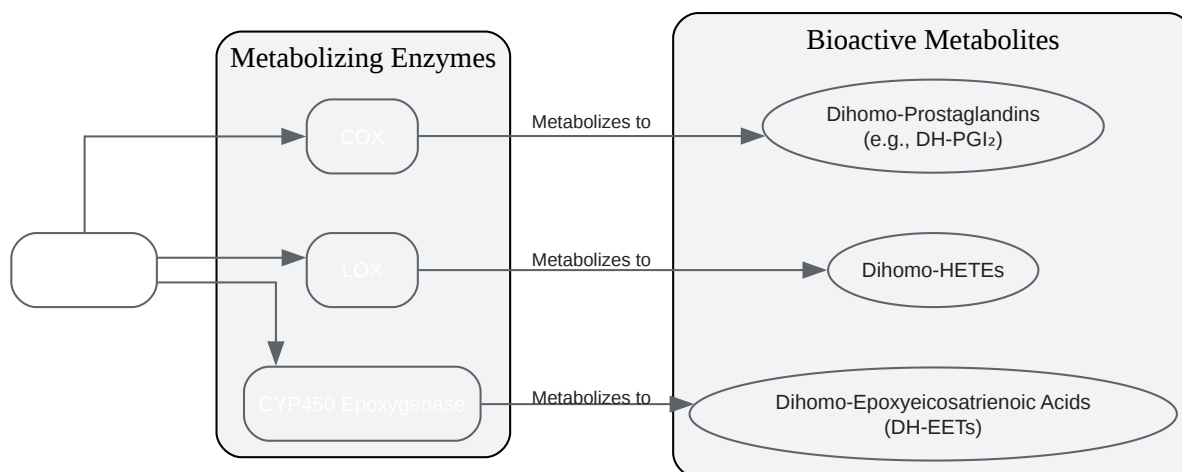 Metabolizing Enzymes
Bioactive Metabolites
COX
Metabolizes to
Dihomo-Prostaglandins
(e.g., DH-PGI₂)
LOX
Metabolizes to
Dihomo-HETEs
CYP450 Epoxygenase
Metabolizes to
Dihomo-Epoxyeicosatrienoic Acids
(DH-EETs)